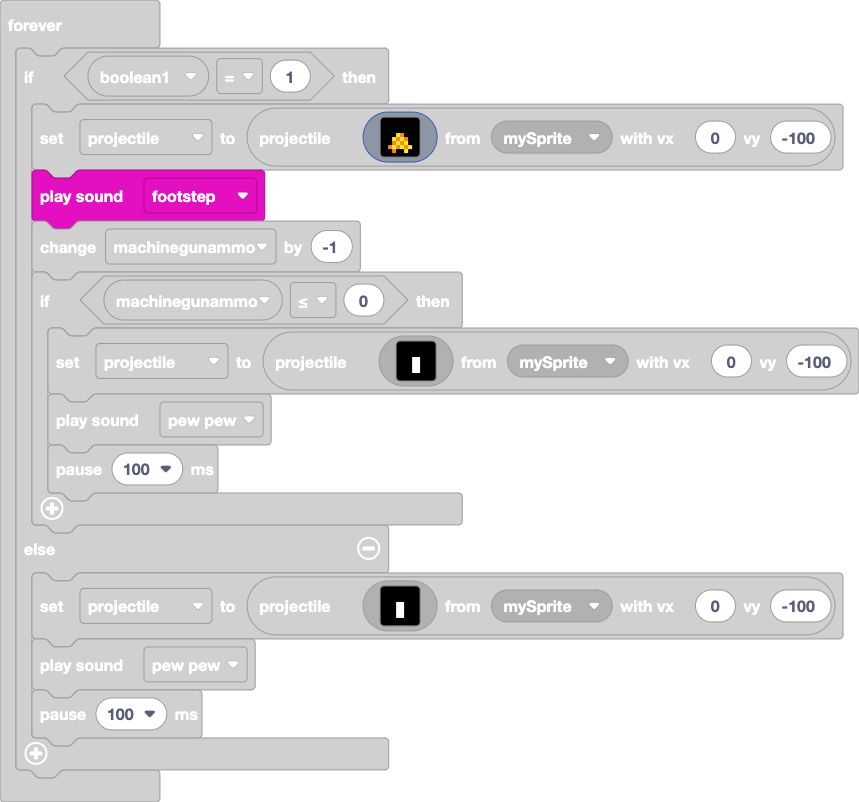 forever
if boolean1 = 1 then
set projectile to projectile from mySprite with vx 0 vy -100
play sound footstep
change machinegunammo by -1
if machinegunammo ≤ 0 then
set projectile to projectile from mySprite with vx 0 vy -100
play sound pew pew
pause 100 ms
else
set projectile to projectile from mySprite with vx 0 vy -100
play sound pew pew
pause 100 ms